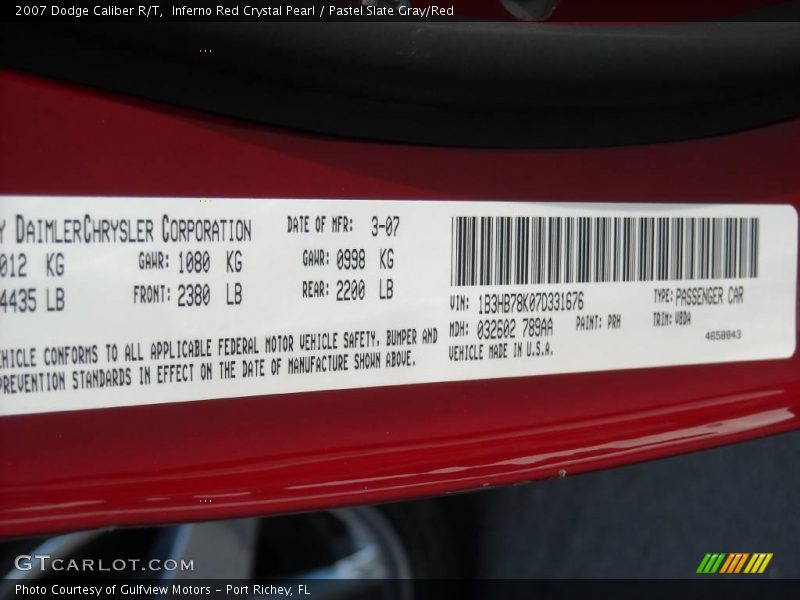 2007 Dodge Caliber R/T, Inferno Red Crystal Pearl / Pastel Slate Gray/Red
DAIMLERCHRYSLER CORPORATION DATE OF MFR: 3-07
012 KG GAWR: 1080 KG GAWR: 0998 KG
4435 LB FRONT: 2380 LB REAR: 2200 LB
VIN: 1B3HB78K07D331676 TYPE: PASSENGER CAR
MDH: 032602 789AA PAINT: PRH TRIM: VBDA
4658843
VEHICLE MADE IN U.S.A.
HICLE CONFORMS TO ALL APPLICABLE FEDERAL MOTOR VEHICLE SAFETY, BUMPER AND
PREVENTION STANDARDS IN EFFECT ON THE DATE OF MANUFACTURE SHOWN ABOVE.
GTCARLOT.COM
Photo Courtesy of Gulfview Motors - Port Richey, FL